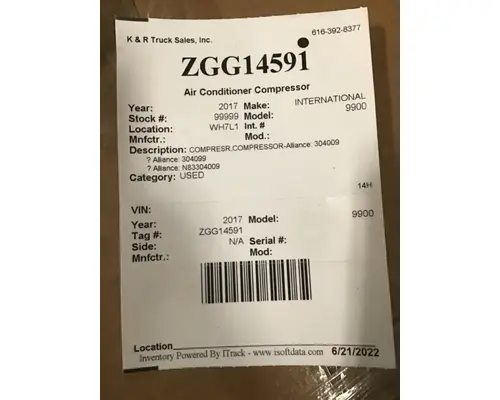 K & R Truck Sales, Inc. 616-392-8377
ZGG14591
Air Conditioner Compressor
Year: 2017 Make: INTERNATIONAL
Stock #: 99999 Model: 9900
Location: WH7L1 Int. #
Mnfctr.: Mod.:
Description: COMPRESR,COMPRESSOR-Alliance: 304009
? Alliance: 304099
? Alliance: N83304009
Category: USED
14H
VIN:
Year: 2017 Model: 9900
Tag #: ZGG14591
Side: N/A Serial #:
Mnfctr.: Mod:
Location
Inventory Powered By ITrack - www.isoftdata.com 6/21/2022